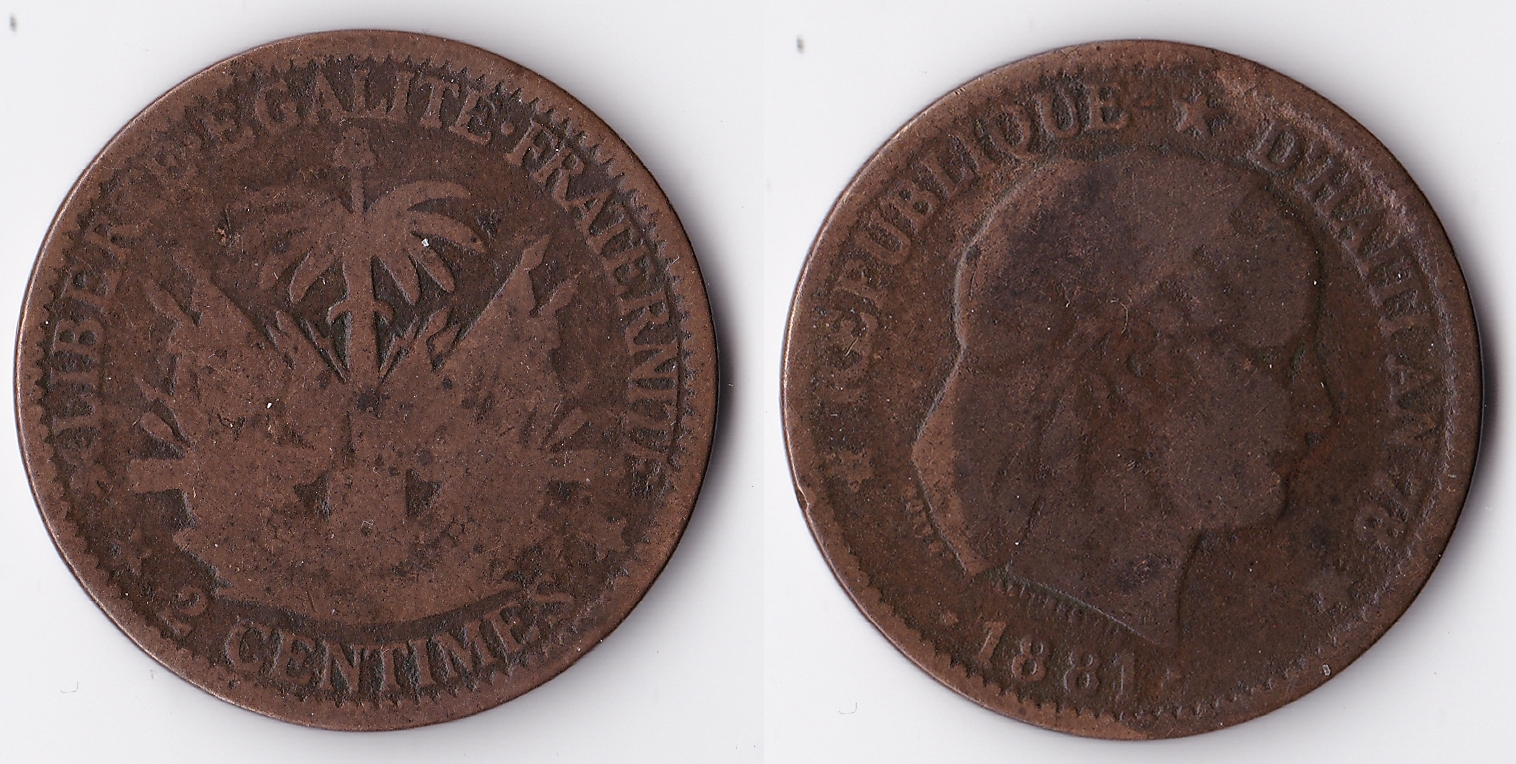 LIBERTE·EGALITE·FRATERNITE
2 CENTIMES
REPUBLIQUE ★ D'HAITI AN 78
· 1881 ·